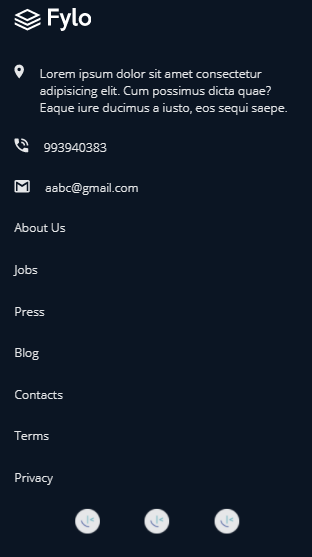 Fylo
Lorem ipsum dolor sit amet consectetur
adipisicing elit. Cum possimus dicta quae?
Eaque iure ducimus a iusto, eos sequi saepe.
993940383
aabc@gmail.com
About Us
Jobs
Press
Blog
Contacts
Terms
Privacy